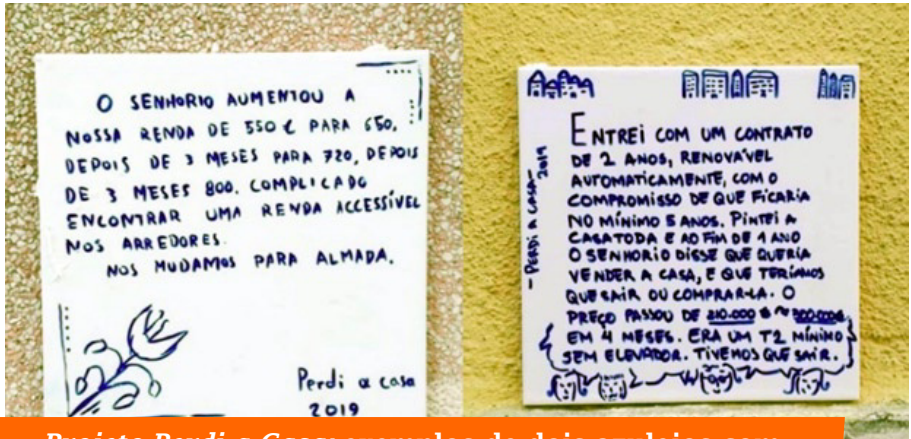 O SENHORIO AUMENTOU A
NOSSA RENDA DE 550 € PARA 650,
DEPOIS DE 3 MESES PARA 720, DEPOIS
DE 3 MESES 800. COMPLICADO
ENCONTRAR UMA RENDA ACCESSÍVEL
NOS ARREDORES.
NOS MUDAMOS PARA ALMADA.
Perdi a casa
2019
- PERDI A CASA-
2019
ENTREI COM UM CONTRATO
DE 2 ANOS, RENOVÁVEL
AUTOMATICAMENTE, COM O
COMPROMISSO DE QUE FICARIA
NO MÍNIMO 5 ANOS. PINTEI A
CASA TODA E AO FIM DE 1 ANO
O SENHORIO DISSE QUE QUERIA
VENDER A CASA, E QUE TERÍAMOS
QUE SAIR OU COMPRAR-LA. O
PREÇO PASSOU DE 210.000
EM 4 MESES. ERA UM T2 MÍNIMO
SEM ELEVADOR. TIVEMOS QUE SAIR.